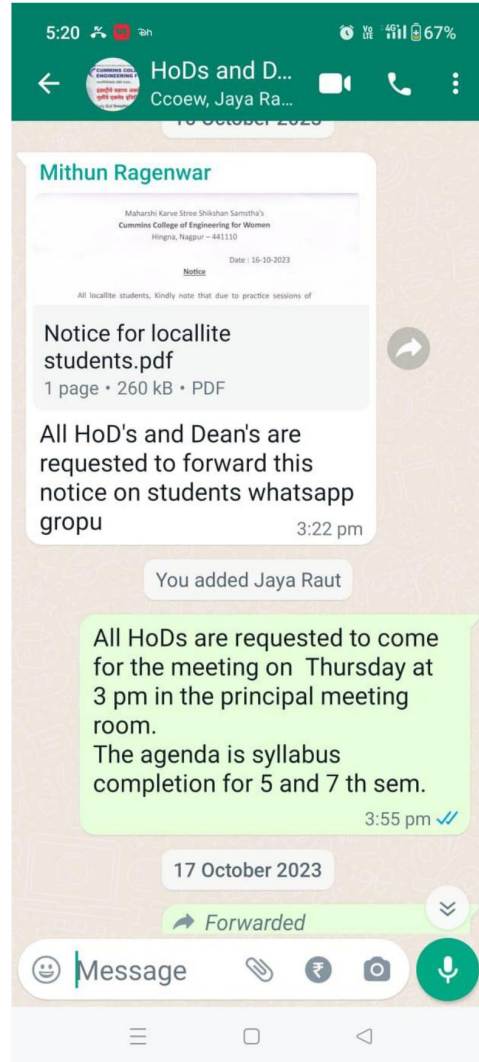 5:20 67%
HoDs and D...
Ccoew, Jaya Ra...
16 October 2023
Mithun Ragenwar
Maharshi Karve Stree Shikshan Samstha's
Cummins College of Engineering for Women
Hingna, Nagpur – 441110
Date : 16-10-2023
Notice
All locallite students, Kindly note that due to practice sessions of
Notice for locallite
students.pdf
1 page • 260 kB • PDF
All HoD's and Dean's are
requested to forward this
notice on students whatsapp
gropu
3:22 pm
You added Jaya Raut
All HoDs are requested to come
for the meeting on Thursday at
3 pm in the principal meeting
room.
The agenda is syllabus
completion for 5 and 7 th sem.
3:55 pm
17 October 2023
Forwarded
Message